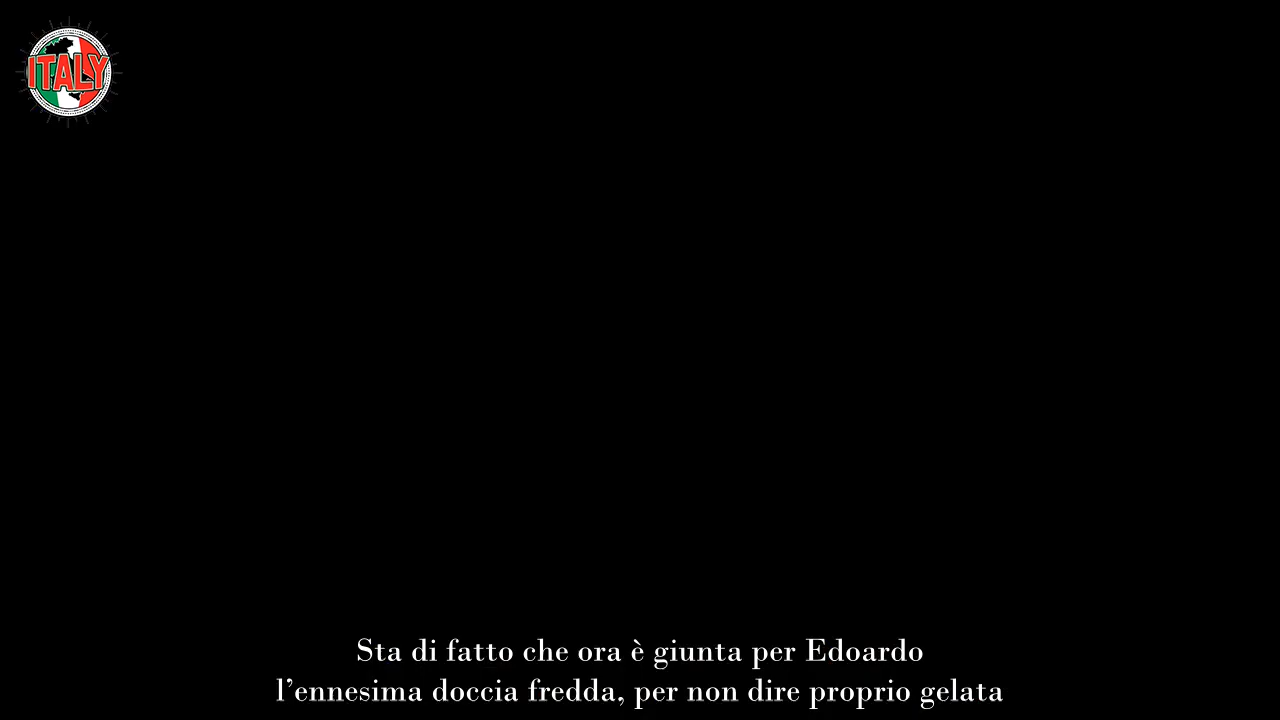 ITALY
Sta di fatto che ora è giunta per Edoardo
l’ennesima doccia fredda, per non dire proprio gelata